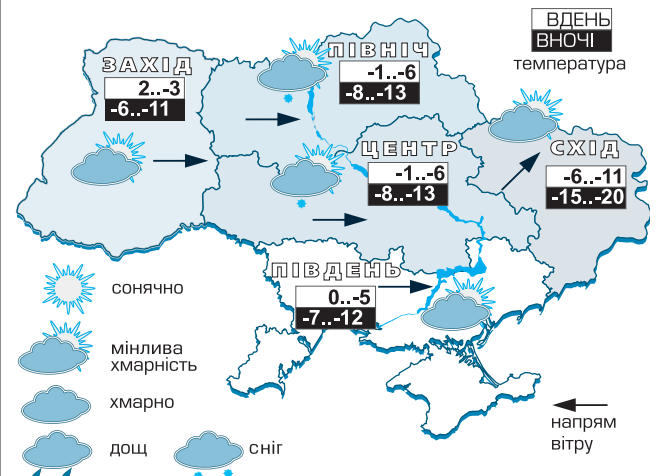 ВДЕНЬ
ВНОЧІ
температура
ЗАХІД
2..-3
-6..-11
ПІВНІЧ
-1..-6
-8..-13
ЦЕНТР
-1..-6
-8..-13
СХІД
-6..-11
-15..-20
ПІВДЕНЬ
0..-5
-7..-12
сонячно
мінлива
хмарність
хмарно
дощ
сніг
напрям
вітру